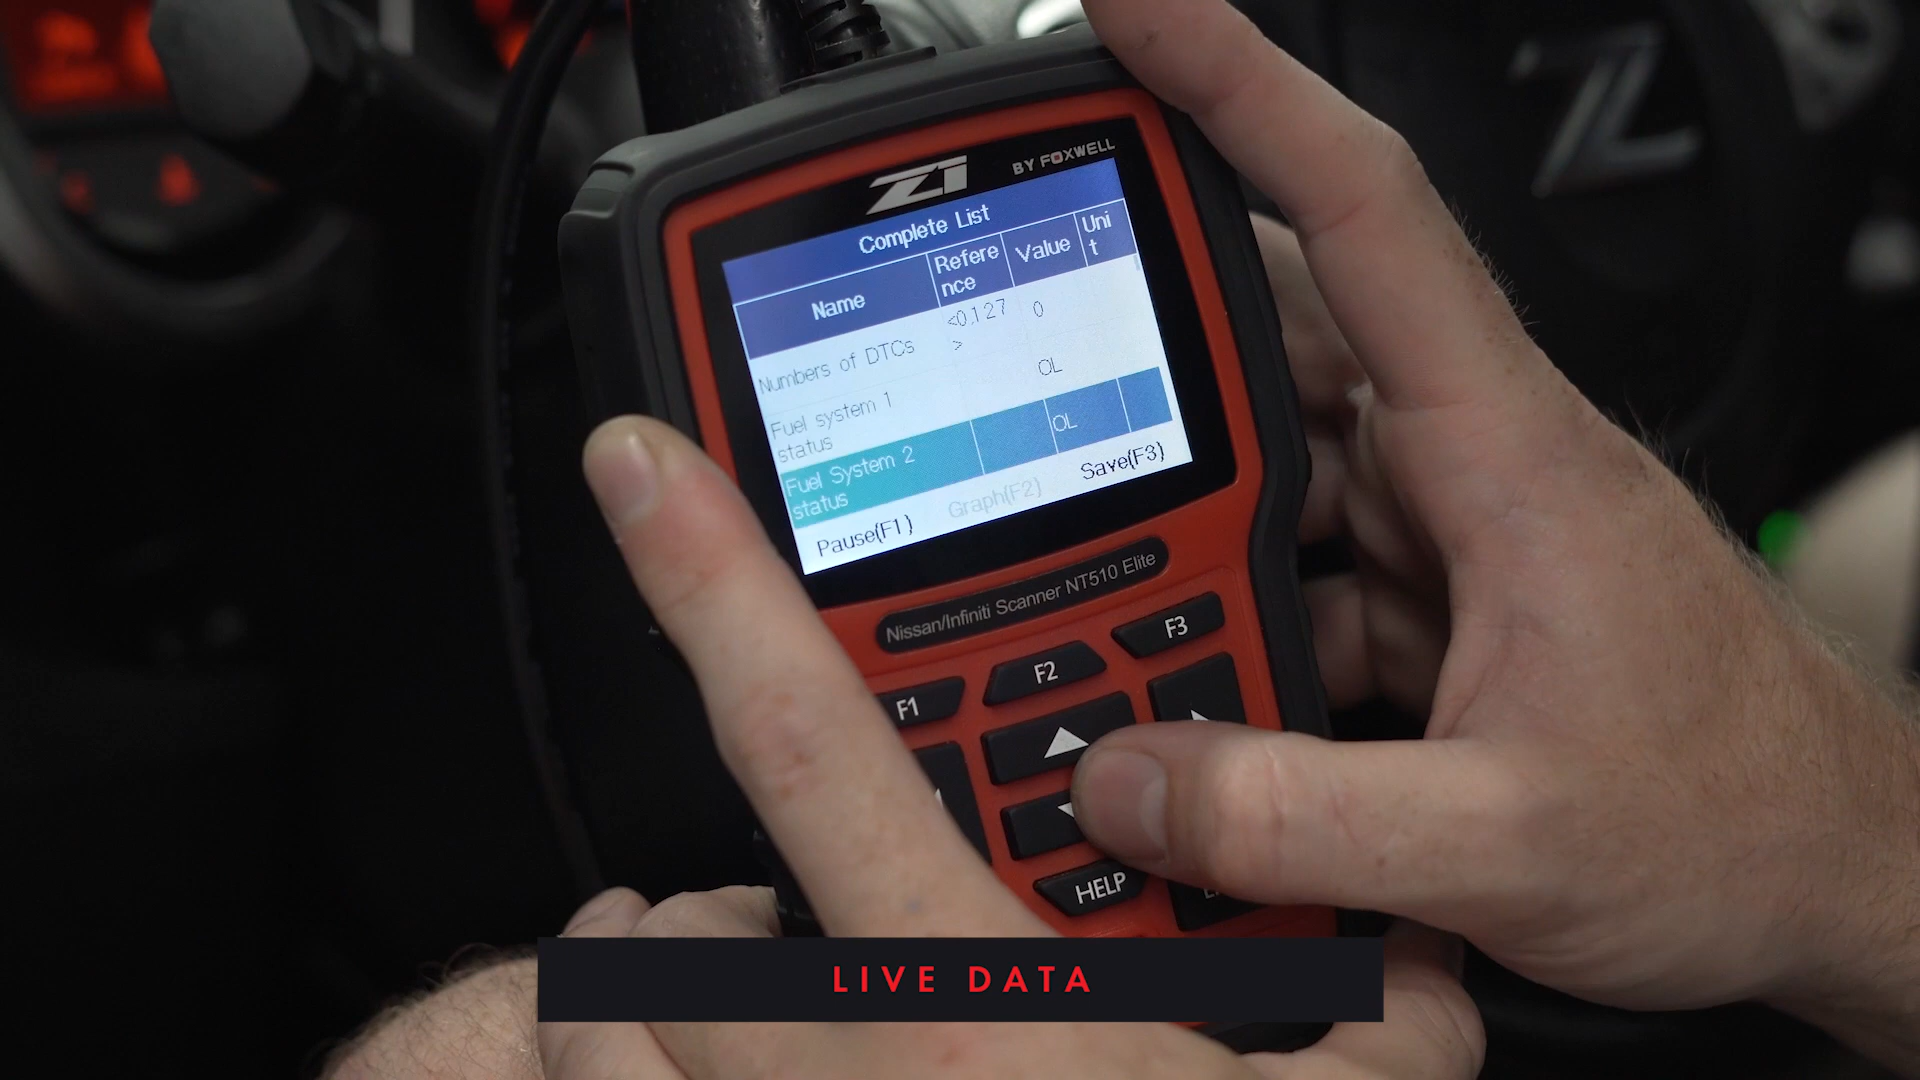 Z1 BY FOXWELL
Complete List
Name Refere
nce Value Uni
t
Numbers of DTCs <0,127
> 0
Fuel system 1
status OL
Fuel System 2
status OL
Pause(F1) Graph(F2) Save(F3)
Nissan/Infiniti Scanner NT510 Elite
F1 F2 F3
HELP
LIVE DATA
Z